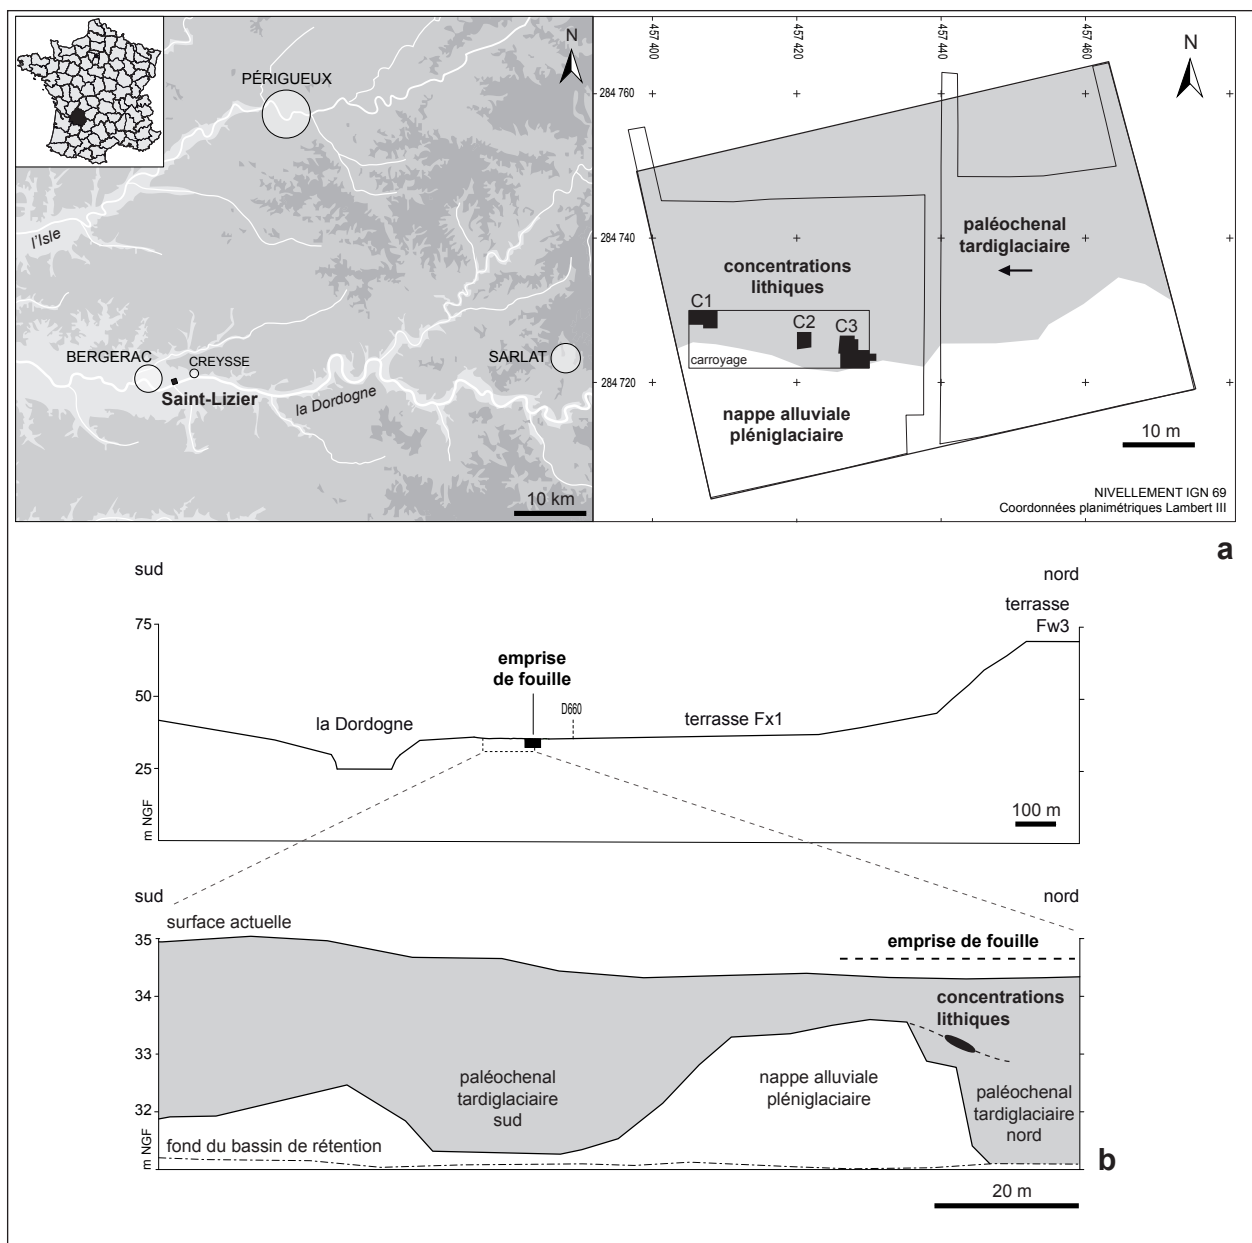 N
PÉRIGUEUX
l'Isle
BERGERAC
CREYSSE
Saint-Lizier
la Dordogne
SARLAT
10 km
457 400
457 420
457 440
457 460
N
284 760
284 740
284 720
paléochenal
tardiglaciaire
concentrations
lithiques
C1
C2
C3
carroyage
nappe alluviale
pléniglaciaire
10 m
NIVELLEMENT IGN 69
Coordonnées planimétriques Lambert III
a
sud
nord
terrasse
Fw3
75
50
25
m NGF
emprise
de fouille
la Dordogne
D660
terrasse Fx1
100 m
sud
nord
surface actuelle
35
34
33
32
m NGF
emprise de fouille
concentrations
lithiques
paléochenal
tardiglaciaire
sud
nappe alluviale
pléniglaciaire
paléochenal
tardiglaciaire
nord
fond du bassin de rétention
b
20 m